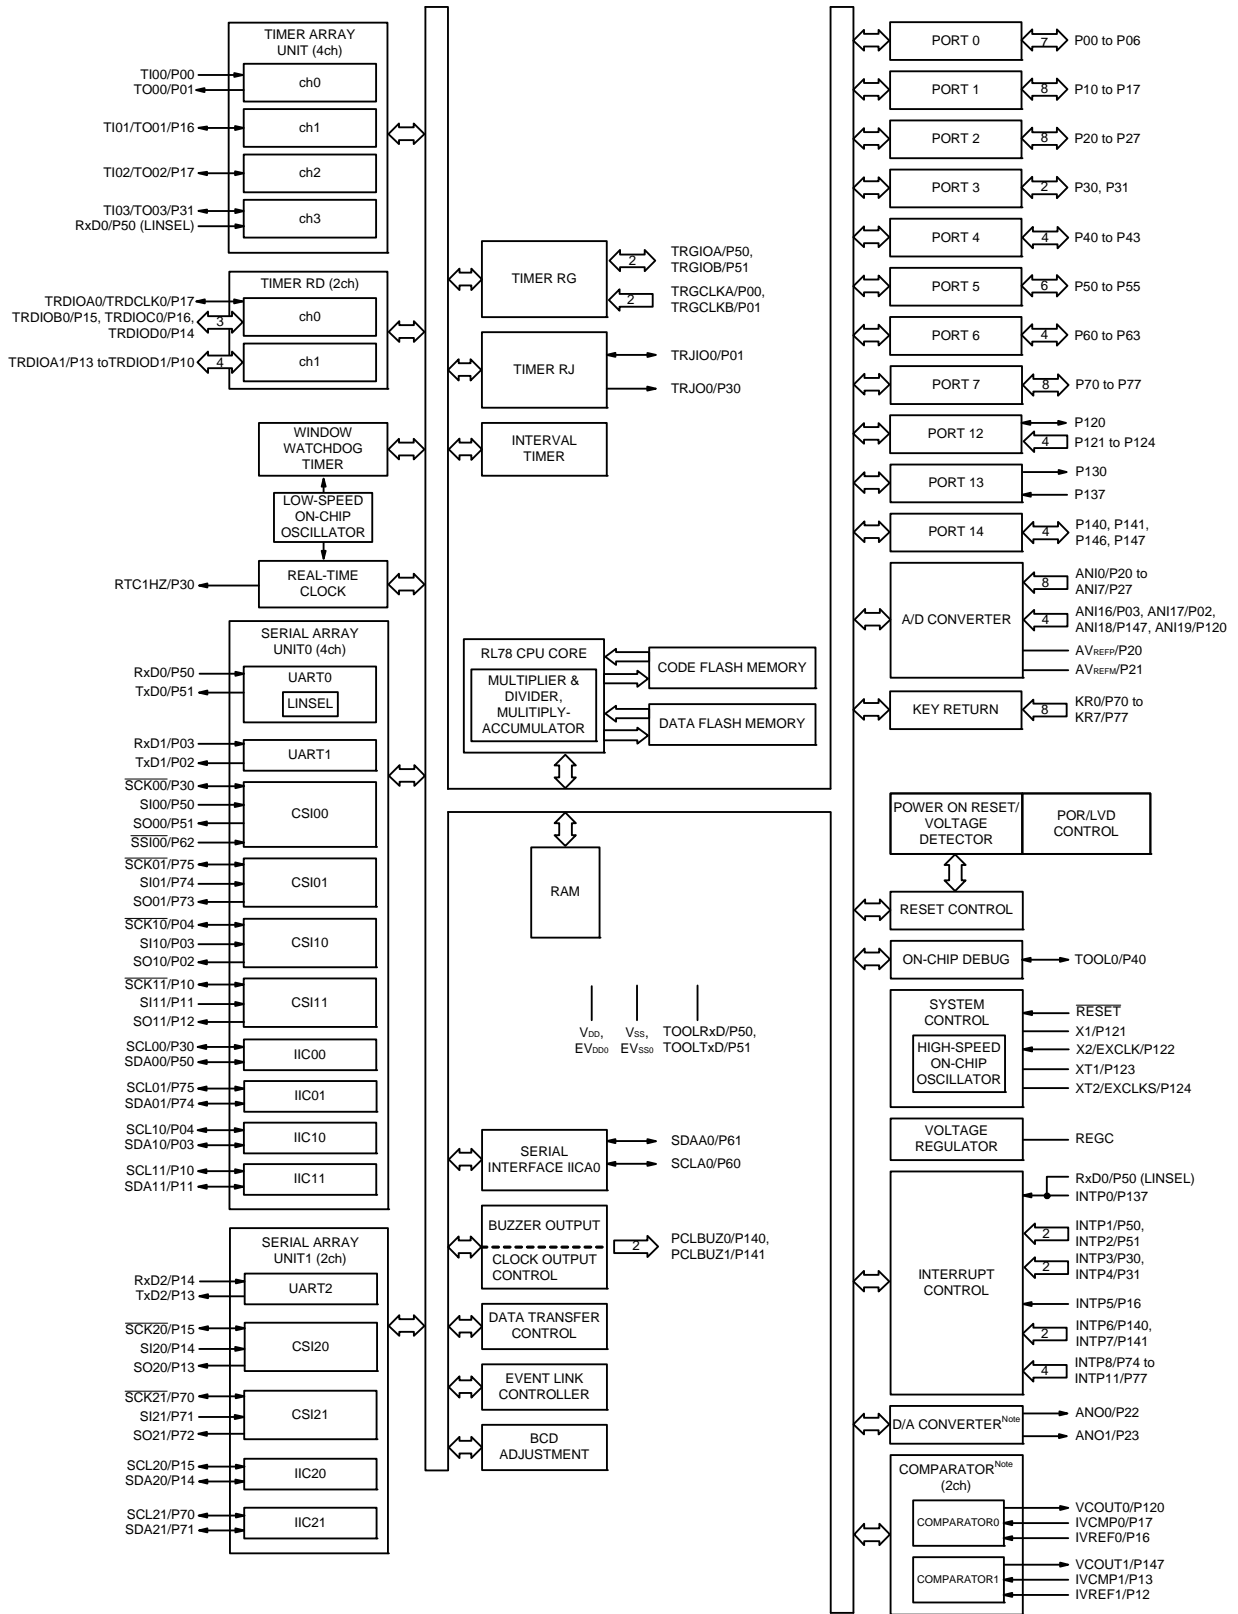 TIMER ARRAY
UNIT (4ch)
TI00/P00
TO00/P01
ch0
TI01/TO01/P16
ch1
TI02/TO02/P17
ch2
TI03/TO03/P31
RxD0/P50 (LINSEL)
ch3
TIMER RD (2ch)
TRDIOA0/TRDCLK0/P17
TRDIOB0/P15, TRDIOC0/P16,
TRDIOD0/P14
3
ch0
TRDIOA1/P13 toTRDIOD1/P10
4
ch1
WINDOW
WATCHDOG
TIMER
LOW-SPEED
ON-CHIP
OSCILLATOR
RTC1HZ/P30
REAL-TIME
CLOCK
SERIAL ARRAY
UNIT0 (4ch)
RxD0/P50
TxD0/P51
UART0
LINSEL
RxD1/P03
TxD1/P02
UART1
SCK00/P30
SI00/P50
SO00/P51
SSI00/P62
CSI00
SCK01/P75
SI01/P74
SO01/P73
CSI01
SCK10/P04
SI10/P03
SO10/P02
CSI10
SCK11/P10
SI11/P11
SO11/P12
CSI11
SCL00/P30
SDA00/P50
IIC00
SCL01/P75
SDA01/P74
IIC01
SCL10/P04
SDA10/P03
IIC10
SCL11/P10
SDA11/P11
IIC11
SERIAL ARRAY
UNIT1 (2ch)
RxD2/P14
TxD2/P13
UART2
SCK20/P15
SI20/P14
SO20/P13
CSI20
SCK21/P70
SI21/P71
SO21/P72
CSI21
SCL20/P15
SDA20/P14
IIC20
SCL21/P70
SDA21/P71
IIC21
TIMER RG
2
TRGIOA/P50,
TRGIOB/P51
2
TRGCLKA/P00,
TRGCLKB/P01
TIMER RJ
TRJIO0/P01
TRJO0/P30
INTERVAL
TIMER
RL78 CPU CORE
MULTIPLIER &
DIVIDER,
MULITIPLY-
ACCUMULATOR
CODE FLASH MEMORY
DATA FLASH MEMORY
RAM
VDD,
EVDD0
VSS,
EVSS0
TOOLRxD/P50,
TOOLTxD/P51
SERIAL
INTERFACE IICA0
SDAA0/P61
SCLA0/P60
BUZZER OUTPUT
CLOCK OUTPUT
CONTROL
2
PCLBUZ0/P140,
PCLBUZ1/P141
DATA TRANSFER
CONTROL
EVENT LINK
CONTROLLER
BCD
ADJUSTMENT
PORT 0
7
P00 to P06
PORT 1
8
P10 to P17
PORT 2
8
P20 to P27
PORT 3
2
P30, P31
PORT 4
4
P40 to P43
PORT 5
6
P50 to P55
PORT 6
4
P60 to P63
PORT 7
8
P70 to P77
PORT 12
P120
4
P121 to P124
PORT 13
P130
P137
PORT 14
4
P140, P141,
P146, P147
A/D CONVERTER
8
ANI0/P20 to
ANI7/P27
4
ANI16/P03, ANI17/P02,
ANI18/P147, ANI19/P120
AVREFP/P20
AVREFM/P21
KEY RETURN
8
KR0/P70 to
KR7/P77
POWER ON RESET/
VOLTAGE
DETECTOR
POR/LVD
CONTROL
RESET CONTROL
ON-CHIP DEBUG
TOOL0/P40
SYSTEM
CONTROL
HIGH-SPEED
ON-CHIP
OSCILLATOR
RESET
X1/P121
X2/EXCLK/P122
XT1/P123
XT2/EXCLKS/P124
VOLTAGE
REGULATOR
REGC
INTERRUPT
CONTROL
RxD0/P50 (LINSEL)
INTP0/P137
2
INTP1/P50,
INTP2/P51
2
INTP3/P30,
INTP4/P31
INTP5/P16
2
INTP6/P140,
INTP7/P141
4
INTP8/P74 to
INTP11/P77
D/A CONVERTERNote
ANO0/P22
ANO1/P23
COMPARATORNote
(2ch)
COMPARATOR0
VCOUT0/P120
IVCMP0/P17
IVREF0/P16
COMPARATOR1
VCOUT1/P147
IVCMP1/P13
IVREF1/P12